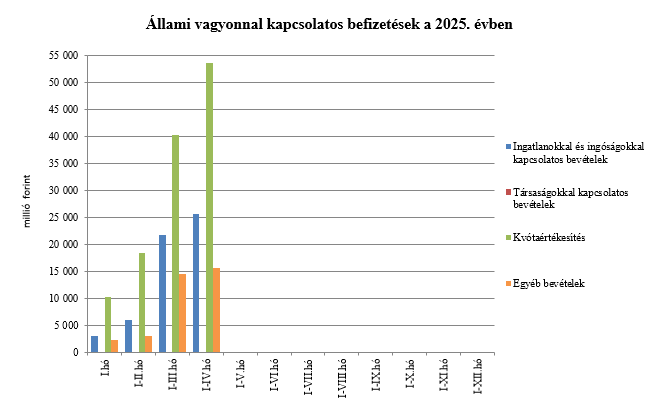 Állami vagyonnal kapcsolatos befizetések a 2025. évben
55 000
50 000
45 000
40 000
35 000
30 000
25 000
20 000
15 000
10 000
5 000
0
millió forint
I.hó
I-II.hó
I-III.hó
I-IV.hó
I-V.hó
I-VI.hó
I-VII.hó
I-VIII.hó
I-IX.hó
I-X.hó
I-XI.hó
I-XII.hó
Ingatlanokkal és ingóságokkal
kapcsolatos bevételek
Társaságokkal kapcsolatos
bevételek
Kvótaértékesítés
Egyéb bevételek